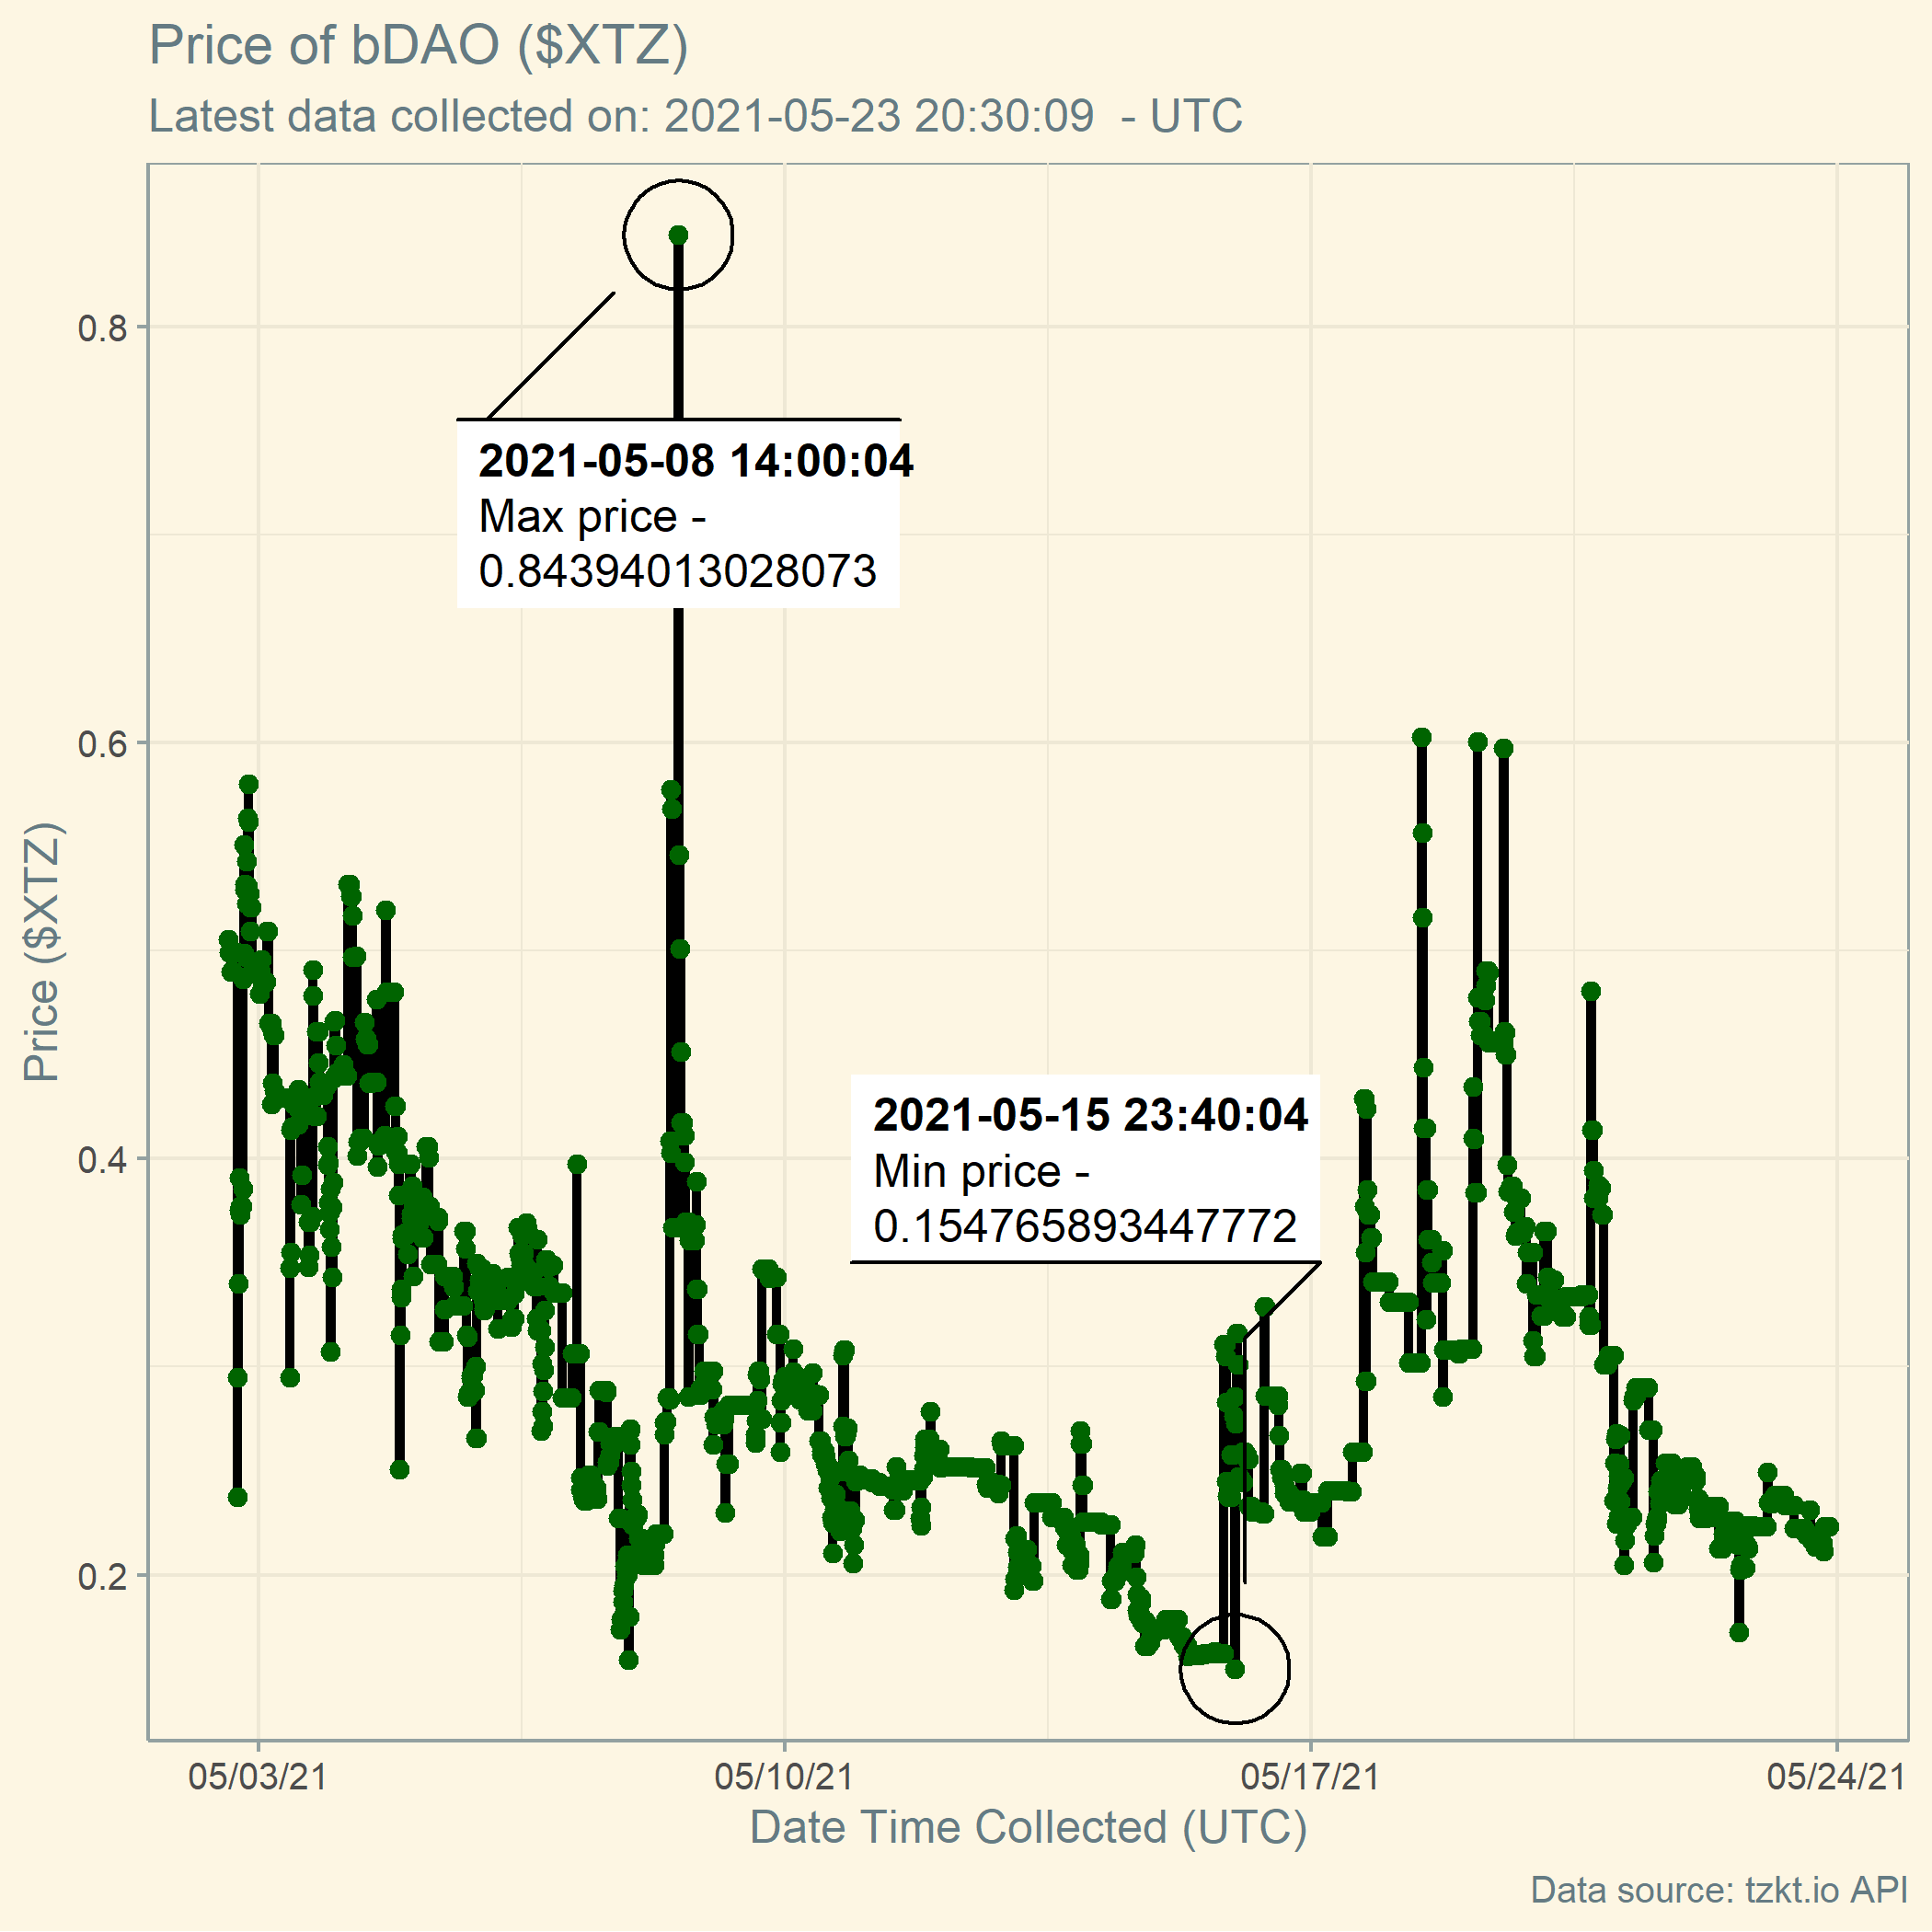 Price of bDAO ($XTZ)
Latest data collected on: 2021-05-23 20:30:09  - UTC
Price ($XTZ)
0.8
0.6
0.4
0.2
2021-05-08 14:00:04
Max price -
0.84394013028073
2021-05-15 23:40:04
Min price -
0.154765893447772
05/03/21
05/10/21
05/17/21
05/24/21
Date Time Collected (UTC)
Data source: tzkt.io API